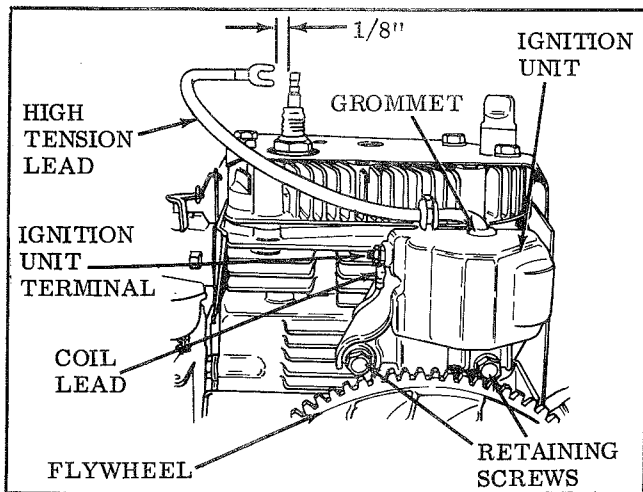 1/8"
IGNITION
UNIT
GROMMET
HIGH
TENSION
LEAD
IGNITION
UNIT
TERMINAL
COIL
LEAD
FLYWHEEL
RETAINING
SCREWS